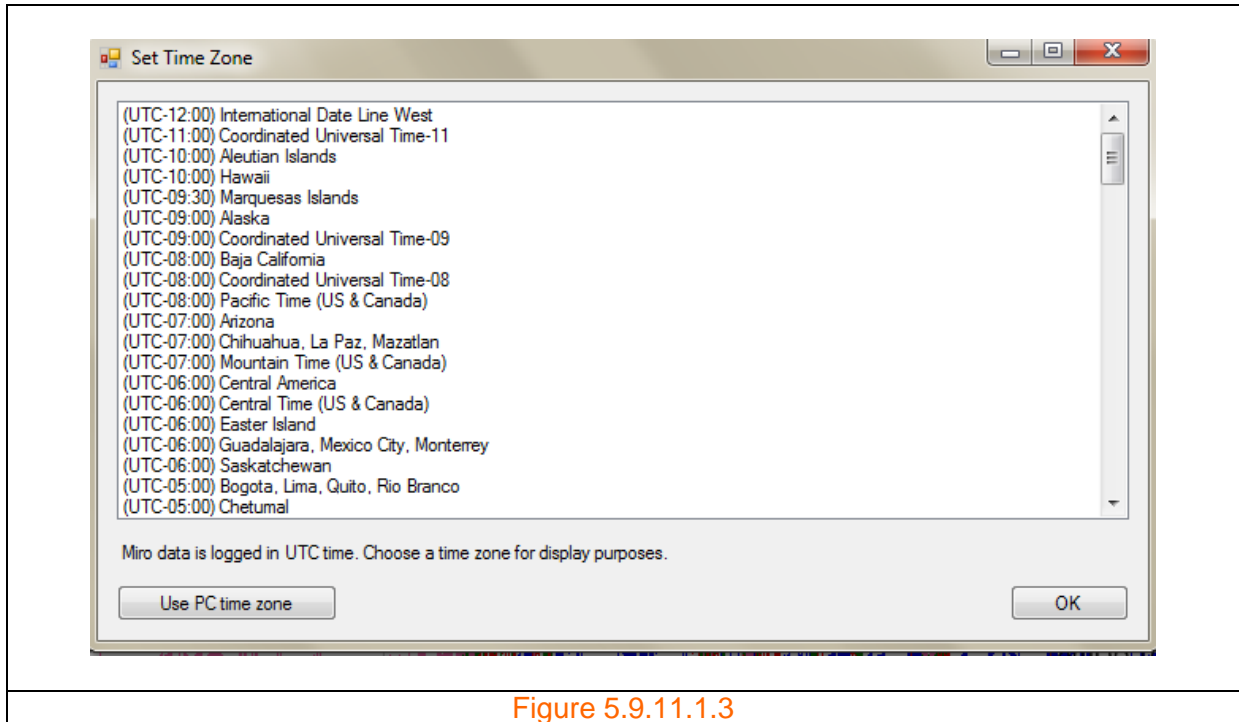 Set Time Zone
(UTC-12:00) International Date Line West
(UTC-11:00) Coordinated Universal Time-11
(UTC-10:00) Aleutian Islands
(UTC-10:00) Hawaii
(UTC-09:30) Marquesas Islands
(UTC-09:00) Alaska
(UTC-09:00) Coordinated Universal Time-09
(UTC-08:00) Baja California
(UTC-08:00) Coordinated Universal Time-08
(UTC-08:00) Pacific Time (US & Canada)
(UTC-07:00) Arizona
(UTC-07:00) Chihuahua, La Paz, Mazatlan
(UTC-07:00) Mountain Time (US & Canada)
(UTC-06:00) Central America
(UTC-06:00) Central Time (US & Canada)
(UTC-06:00) Easter Island
(UTC-06:00) Guadalajara, Mexico City, Monterrey
(UTC-06:00) Saskatchewan
(UTC-05:00) Bogota, Lima, Quito, Rio Branco
(UTC-05:00) Chetumal
Miro data is logged in UTC time. Choose a time zone for display purposes.
Use PC time zone
OK
Figure 5.9.11.1.3